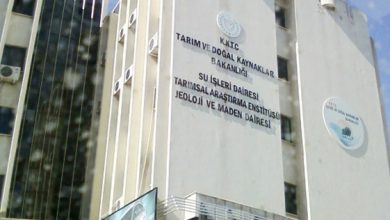 K.K.T.C
TARIM VE DOĞAL KAYNAKLAR
BAKANLIĞI
SU İŞLERİ DAİRESİ
TARIMSAL ARAŞTIRMA ENSTİTÜSÜ
JEOLOJİ VE MADEN DAİRESİ